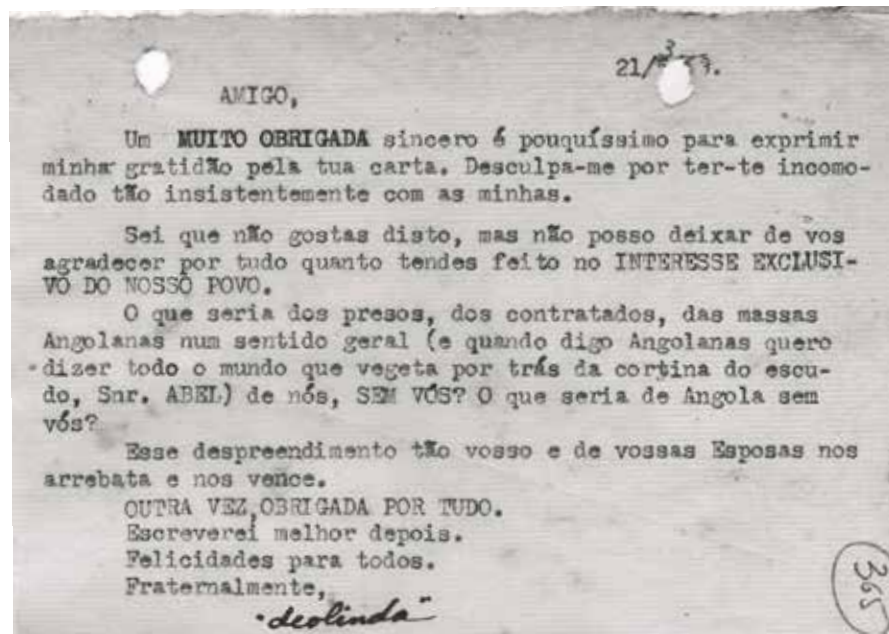 21/3
AMIGO,
Um MUITO OBRIGADA sincero é pouquíssimo para exprimir
minha gratidão pela tua carta. Desculpa-me por ter-te incomo-
dado tão insistentemente com as minhas.
Sei que não gostas disto, mas não posso deixar de vos
agradecer por tudo quanto tendes feito no INTERESSE EXCLUSI-
VO DO NOSSO POVO.
O que seria dos presos, dos contratados, das massas
Angolanas num sentido geral (e quando digo Angolanas quero
dizer todo o mundo que vegeta por trás da cortina do escu-
do, Snr. ABEL) de nós, SEM VÓS? O que seria de Angola sem
vós?
Esse despreendimento tão vosso e de vossas Esposas nos
arrebata e nos vence.
OUTRA VEZ, OBRIGADA POR TUDO.
Escreverei melhor depois.
Felicidades para todos.
Fraternalmente,
"deolinda"
365